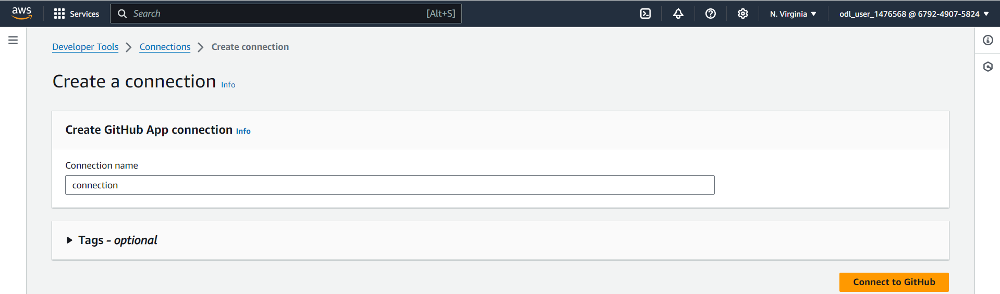 aws Services Search [Alt+S] N. Virginia odl_user_1476568 @ 6792-4907-5824
Developer Tools Connections Create connection
Create a connection Info
Create GitHub App connection Info
Connection name
connection
Tags - optional
Connect to GitHub